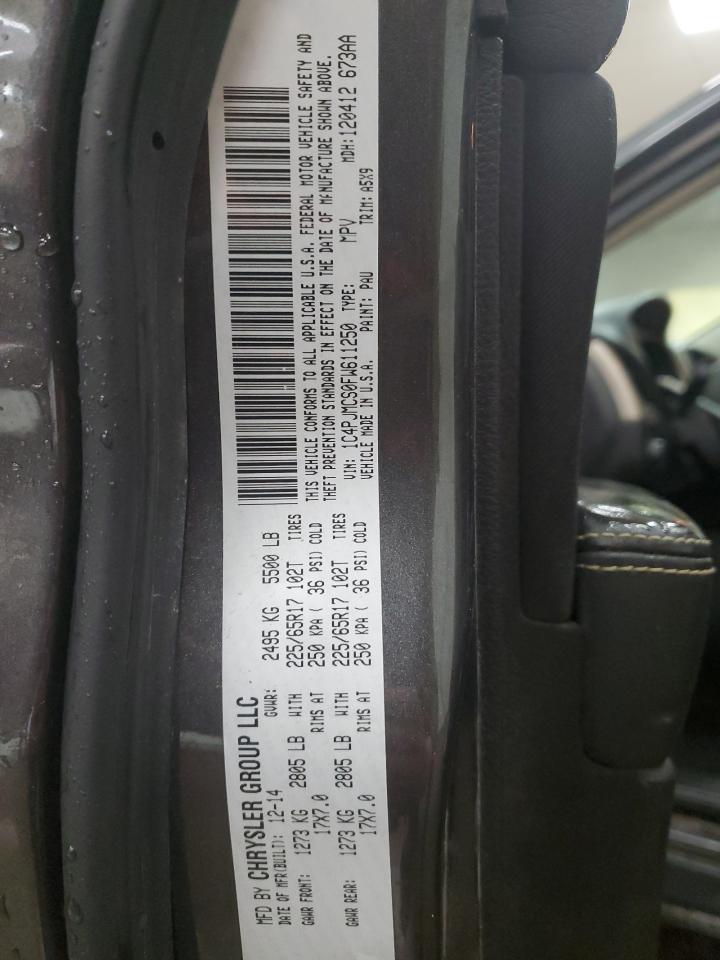 MFD BY CHRYSLER GROUP LLC
DATE OF MFR(BUILT): 12-14 GVWR: 2495 KG 5500 LB
GAWR FRONT: 1273 KG 2805 LB WITH 225/65R17 102T TIRES
17X7.0 RIMS AT 250 KPA ( 36 PSI) COLD
GAWR REAR: 1273 KG 2805 LB WITH 225/65R17 102T TIRES
17X7.0 RIMS AT 250 KPA ( 36 PSI) COLD
THIS VEHICLE CONFORMS TO ALL APPLICABLE U.S.A. FEDERAL MOTOR VEHICLE SAFETY AND
THEFT PREVENTION STANDARDS IN EFFECT ON THE DATE OF MANUFACTURE SHOWN ABOVE.
VIN: 1C4PJMCS0FW611250 TYPE: MPV MDH: 120412 673AA
VEHICLE MADE IN U.S.A. PAINT: PAU TRIM: A5X9